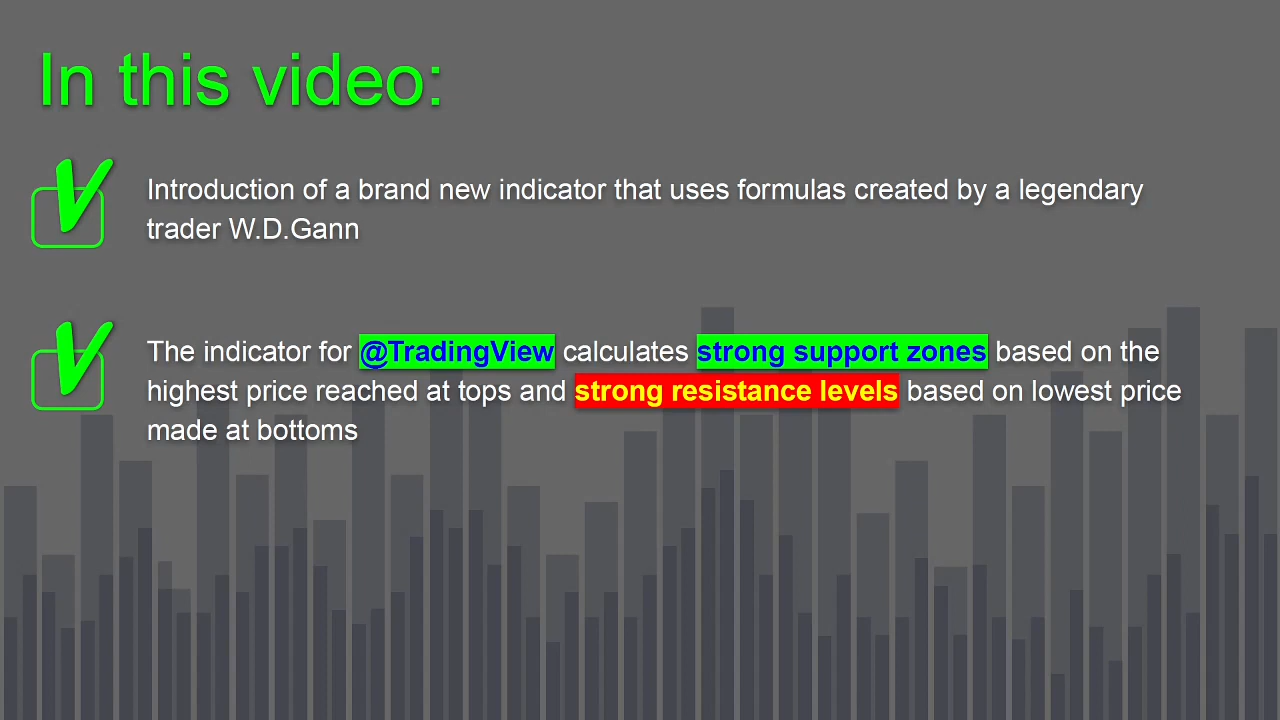 In this video:
Introduction of a brand new indicator that uses formulas created by a legendary
trader W.D.Gann
The indicator for @TradingView calculates strong support zones based on the
highest price reached at tops and strong resistance levels based on lowest price
made at bottoms